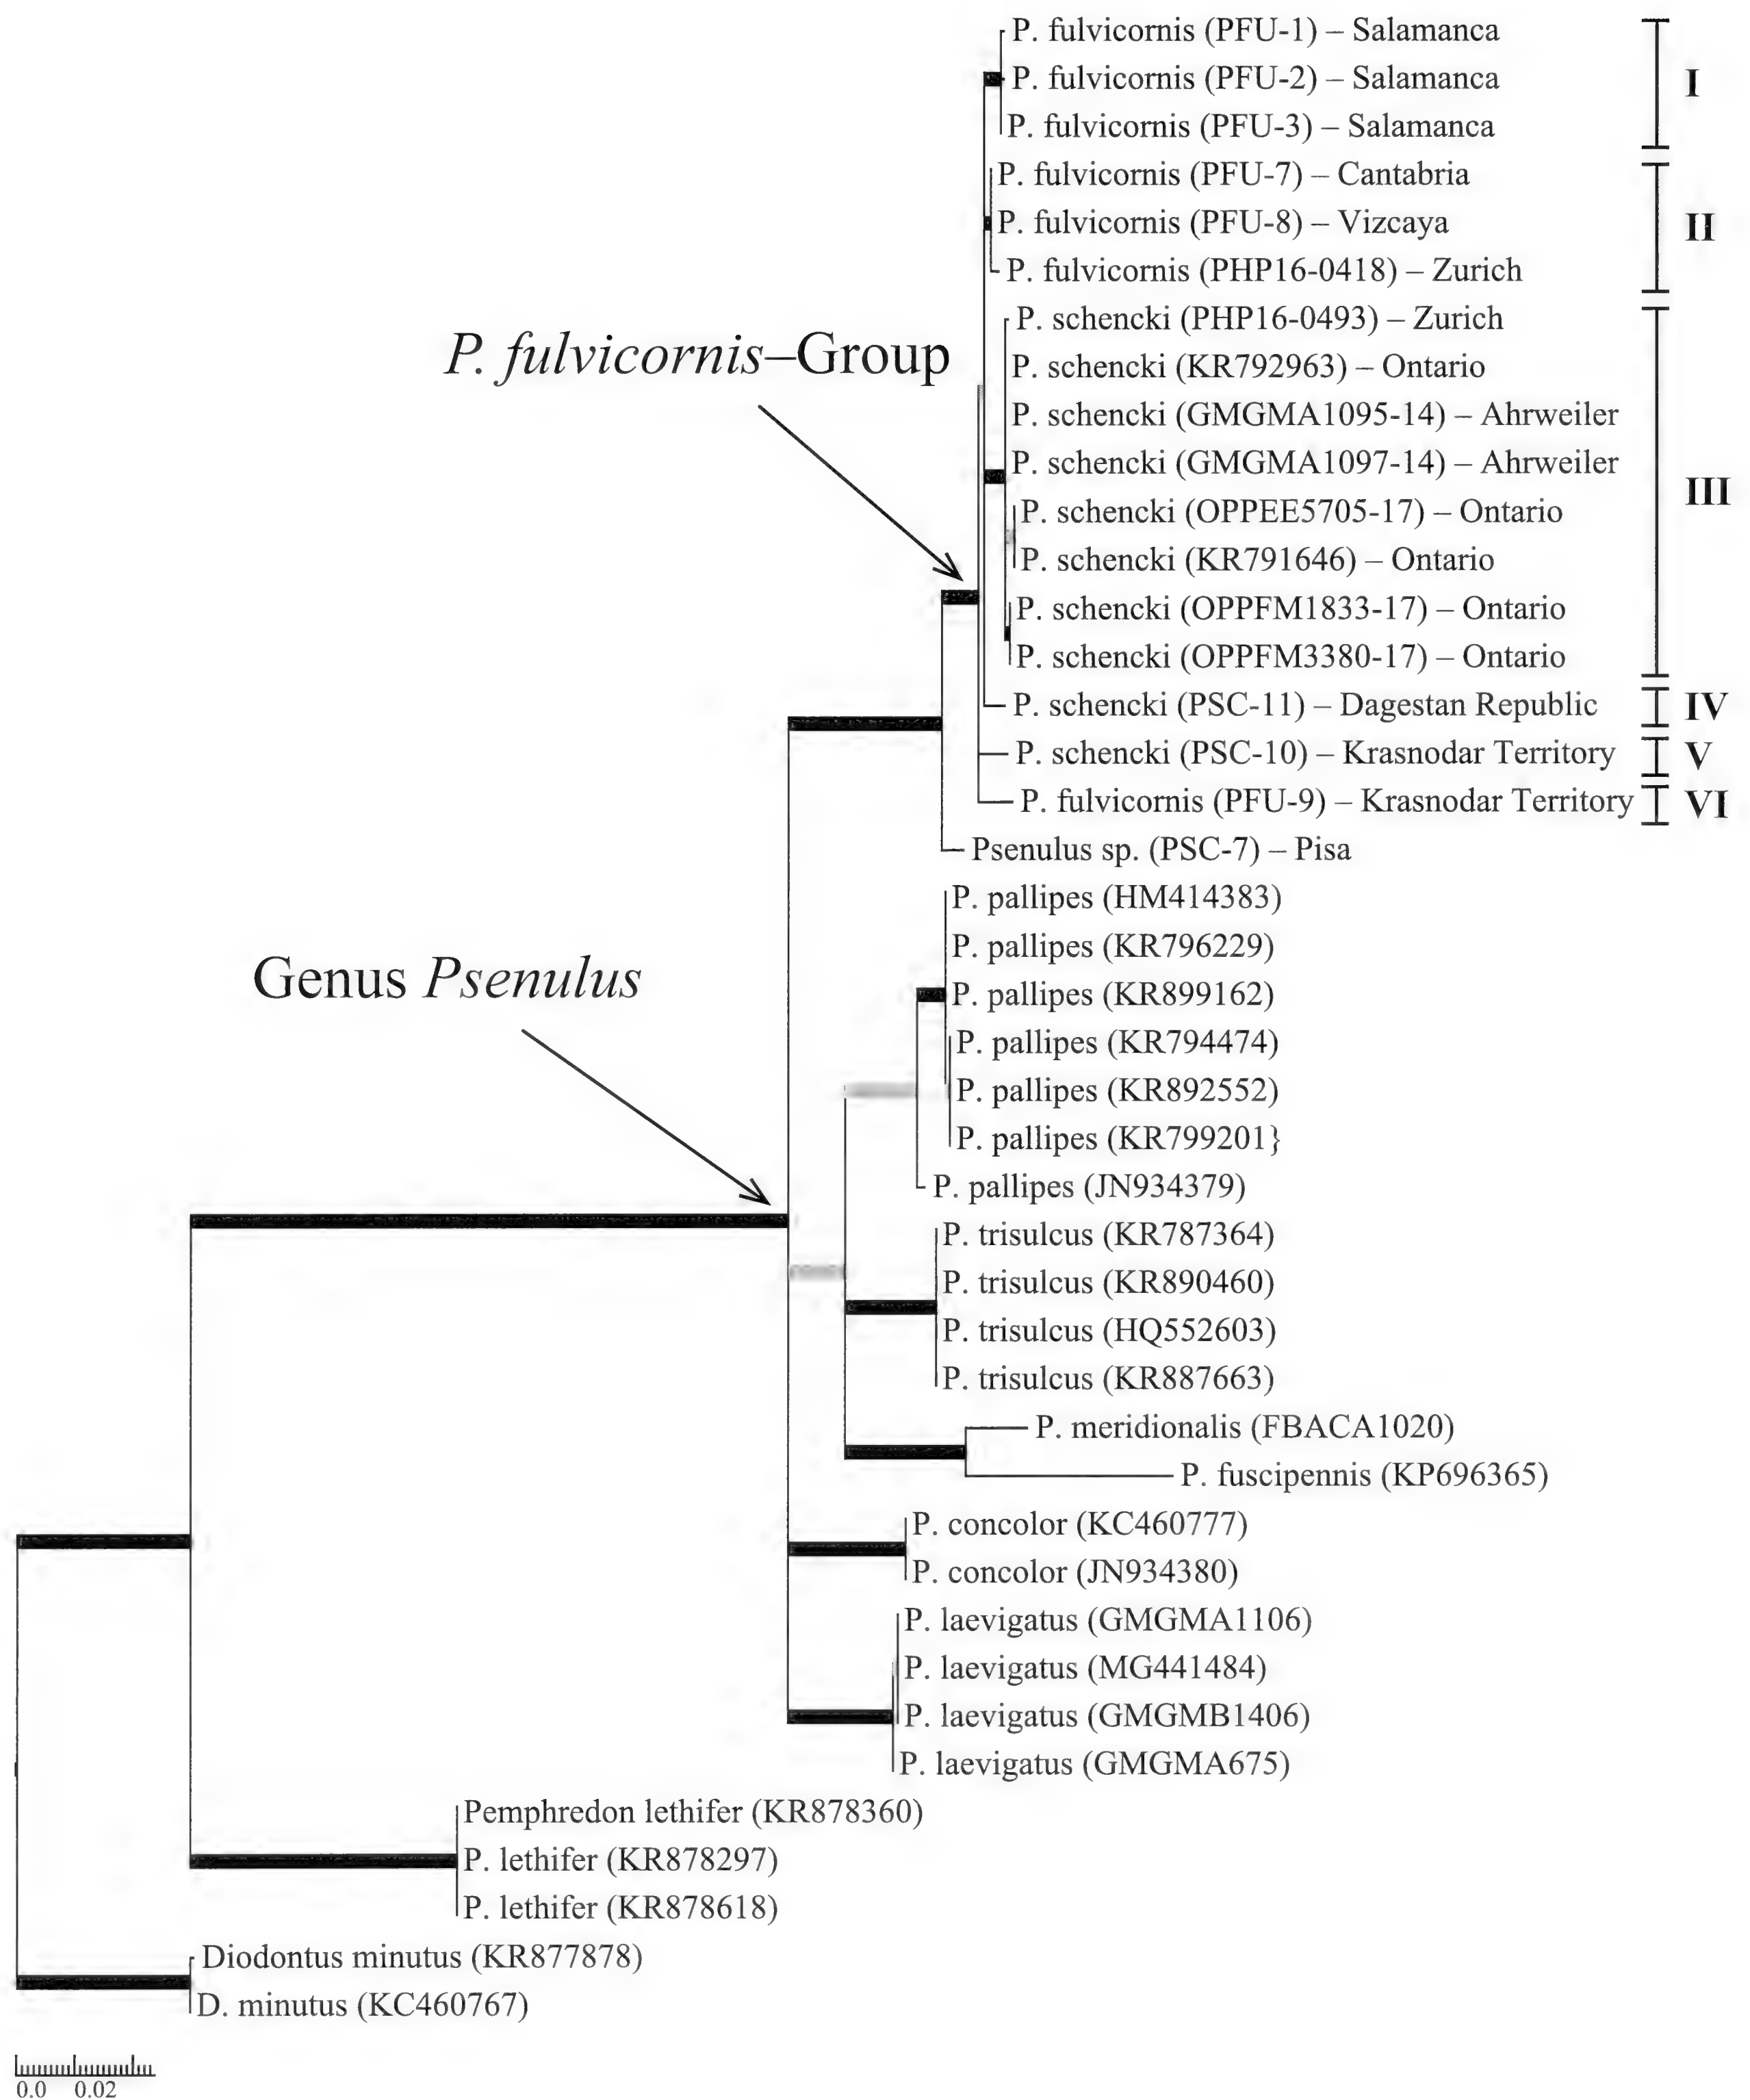 P. fulvicornis (PFU-1) – Salamanca
P. fulvicornis (PFU-2) – Salamanca
I
P. fulvicornis (PFU-3) – Salamanca
P. fulvicornis (PFU-7) – Cantabria
P. fulvicornis (PFU-8) – Vizcaya
II
P. fulvicornis (PHP16-0418) – Zurich
P. schencki (PHP16-0493) – Zurich
P. fulvicornis–Group
P. schencki (KR792963) – Ontario
P. schencki (GMGMA1095-14) – Ahrweiler
P. schencki (GMGMA1097-14) – Ahrweiler
III
P. schencki (OPPEE5705-17) – Ontario
P. schencki (KR791646) – Ontario
P. schencki (OPPFM1833-17) – Ontario
P. schencki (OPPFM3380-17) – Ontario
P. schencki (PSC-11) – Dagestan Republic IV
P. schencki (PSC-10) – Krasnodar Territory V
P. fulvicornis (PFU-9) – Krasnodar Territory VI
Psenulus sp. (PSC-7) – Pisa
P. pallipes (HM414383)
P. pallipes (KR796229)
Genus Psenulus
P. pallipes (KR899162)
P. pallipes (KR794474)
P. pallipes (KR892552)
P. pallipes (KR799201}
P. pallipes (JN934379)
P. trisulcus (KR787364)
P. trisulcus (KR890460)
P. trisulcus (HQ552603)
P. trisulcus (KR887663)
P. meridionalis (FBACA1020)
P. fuscipennis (KP696365)
P. concolor (KC460777)
P. concolor (JN934380)
P. laevigatus (GMGMA1106)
P. laevigatus (MG441484)
P. laevigatus (GMGMB1406)
P. laevigatus (GMGMA675)
Pemphredon lethifer (KR878360)
P. lethifer (KR878297)
P. lethifer (KR878618)
Diodontus minutus (KR877878)
D. minutus (KC460767)
0.0 0.02